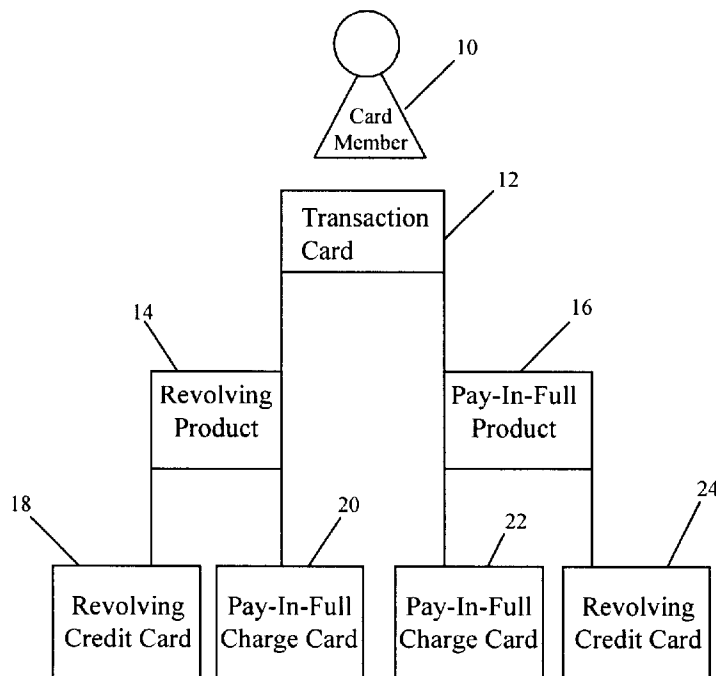 10
Card
Member
12
Transaction
Card
14
16
Revolving
Product
Pay-In-Full
Product
18
20
22
24
Revolving
Credit Card
Pay-In-Full
Charge Card
Pay-In-Full
Charge Card
Revolving
Credit Card